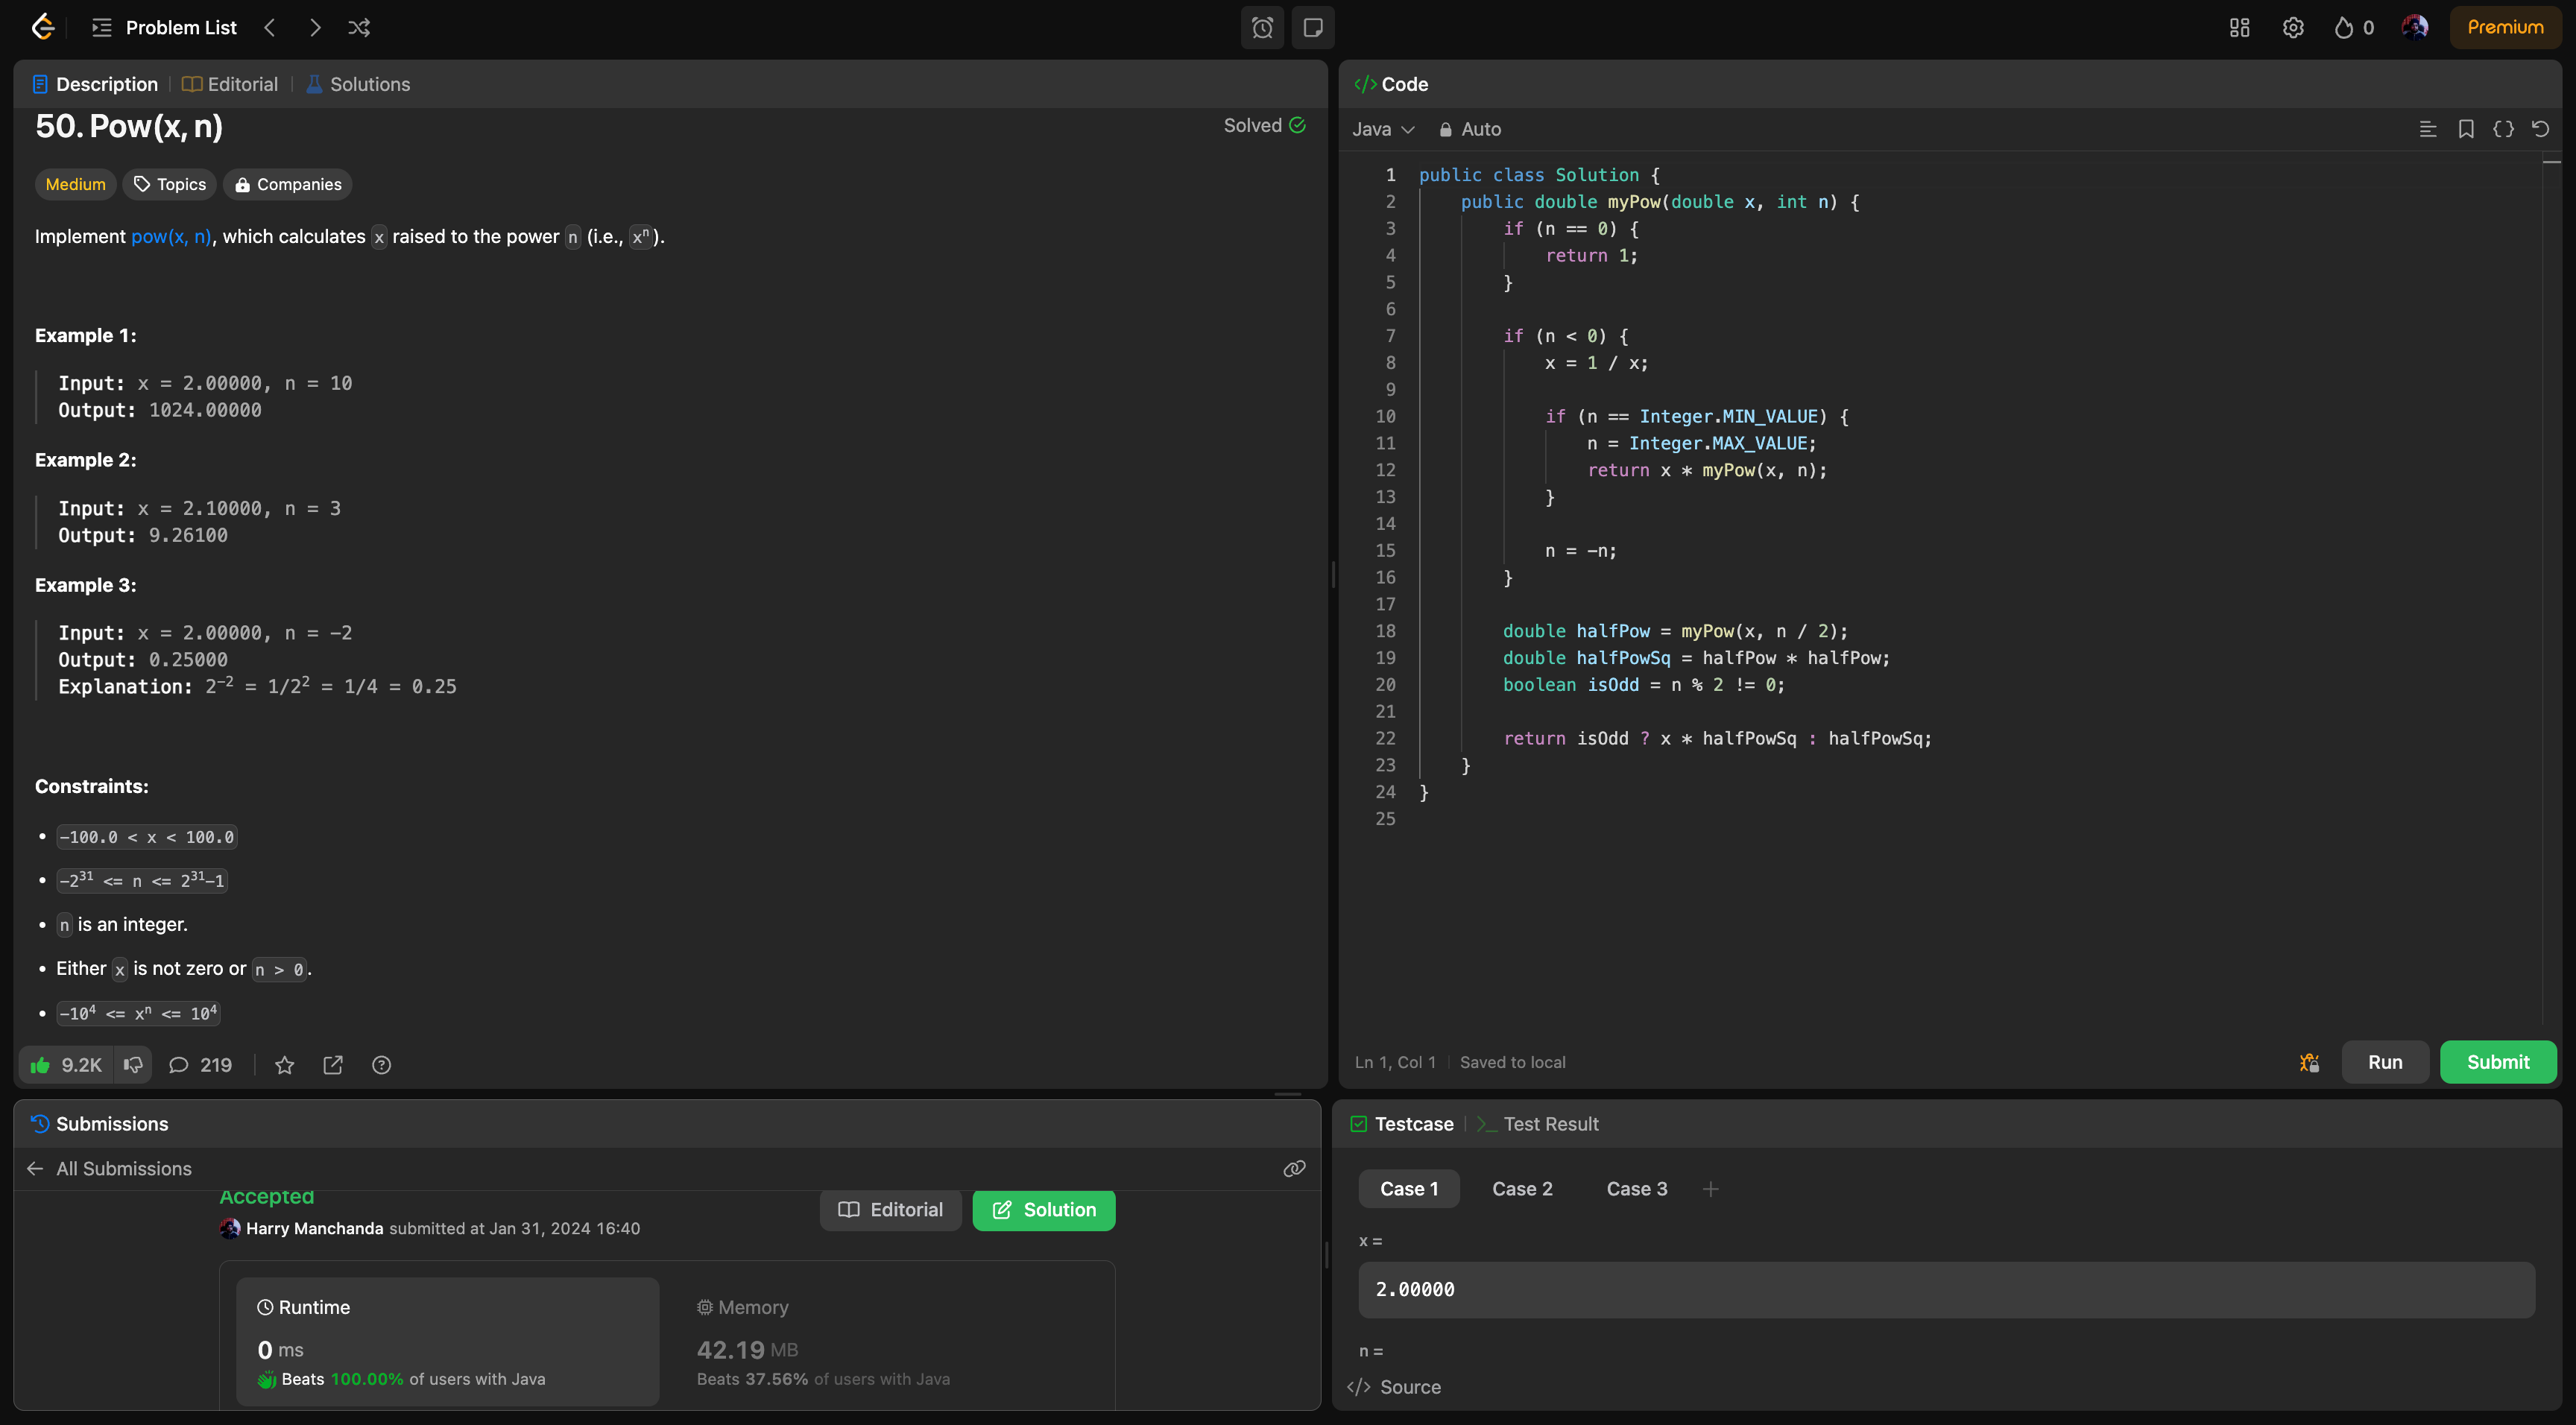 Problem List
0
Premium
Description
Editorial
Solutions
50. Pow(x, n)
Solved
Medium
Topics
Companies
Implement pow(x, n), which calculates x raised to the power n (i.e., xⁿ).
Example 1:
Input: x = 2.00000, n = 10
Output: 1024.00000
Example 2:
Input: x = 2.10000, n = 3
Output: 9.26100
Example 3:
Input: x = 2.00000, n = -2
Output: 0.25000
Explanation: 2⁻² = 1/2² = 1/4 = 0.25
Constraints:
• -100.0 < x < 100.0
• -2³¹ <= n <= 2³¹-1
• n is an integer.
• Either x is not zero or n > 0.
• -10⁴ <= xⁿ <= 10⁴
9.2K
219
</> Code
Java
Auto
1 public class Solution {
2     public double myPow(double x, int n) {
3         if (n == 0) {
4             return 1;
5         }
6
7         if (n < 0) {
8             x = 1 / x;
9
10             if (n == Integer.MIN_VALUE) {
11                 n = Integer.MAX_VALUE;
12                 return x * myPow(x, n);
13             }
14
15             n = -n;
16         }
17
18         double halfPow = myPow(x, n / 2);
19         double halfPowSq = halfPow * halfPow;
20         boolean isOdd = n % 2 != 0;
21
22         return isOdd ? x * halfPowSq : halfPowSq;
23     }
24 }
25
Ln 1, Col 1
Saved to local
Run
Submit
Submissions
All Submissions
Accepted
Harry Manchanda submitted at Jan 31, 2024 16:40
Editorial
Solution
Runtime
0 ms
Beats 100.00% of users with Java
Memory
42.19 MB
Beats 37.56% of users with Java
Testcase
Test Result
Case 1
Case 2
Case 3
+
x =
2.00000
n =
</> Source